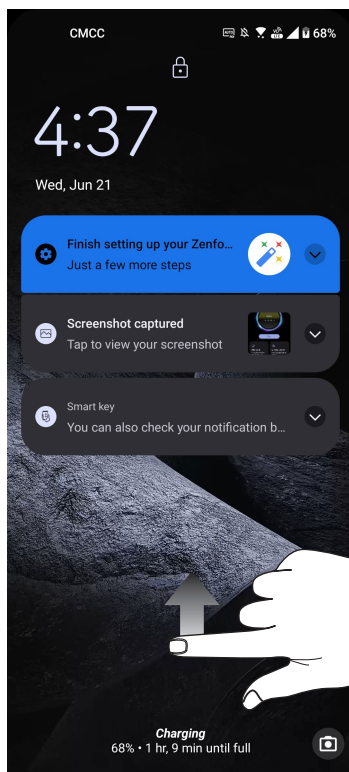 CMCC
68%
4:37
Wed, Jun 21
Finish setting up your Zenfo...
Just a few more steps
Screenshot captured
Tap to view your screenshot
Smart key
You can also check your notification b...
Charging
68% • 1 hr, 9 min until full